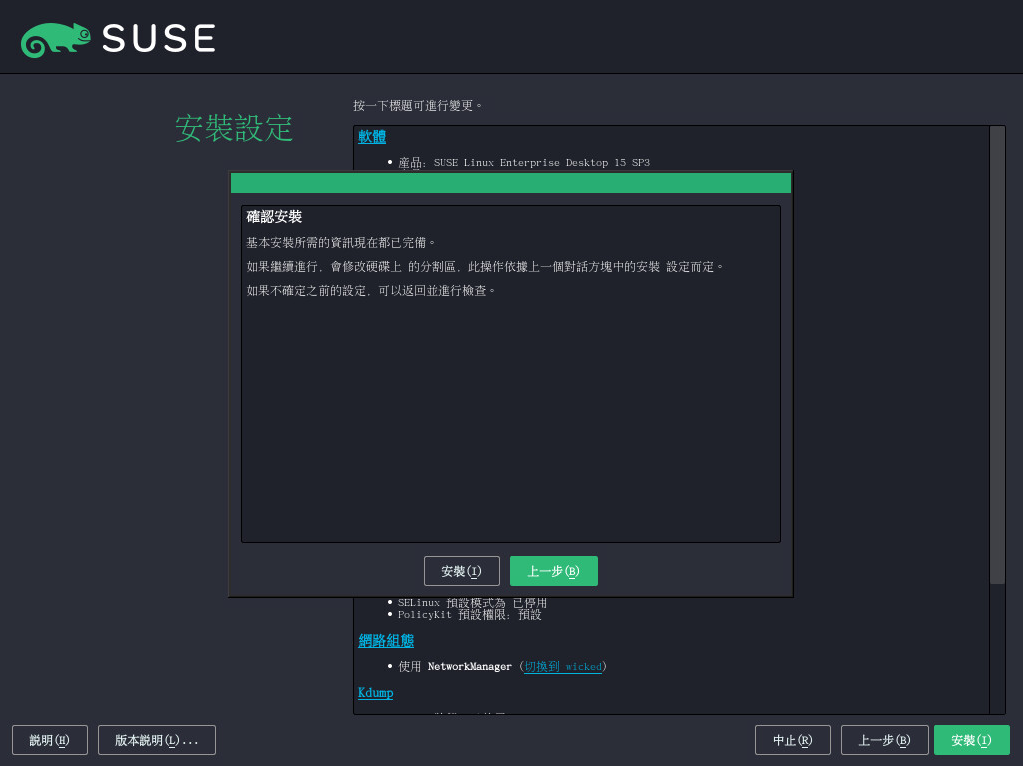 SUSE
安裝設定
按一下標題可進行變更。
軟體
產品: SUSE Linux Enterprise Desktop 15 SP3
確認安裝
基本安裝所需的資訊現在都已完備。
如果繼續進行, 會修改硬碟上 的分割區, 此操作依據上一個對話方塊中的安裝 設定而定。
如果不確定之前的設定, 可以返回並進行檢查。
安裝(I) 上一步(B)
SELinux 預設模式為 已停用
PolicyKit 預設權限: 預設
網路組態
使用 NetworkManager (切換到 wicked)
Kdump
説明(H) 版本説明(L)... 中止(R) 上一步(B) 安裝(I)